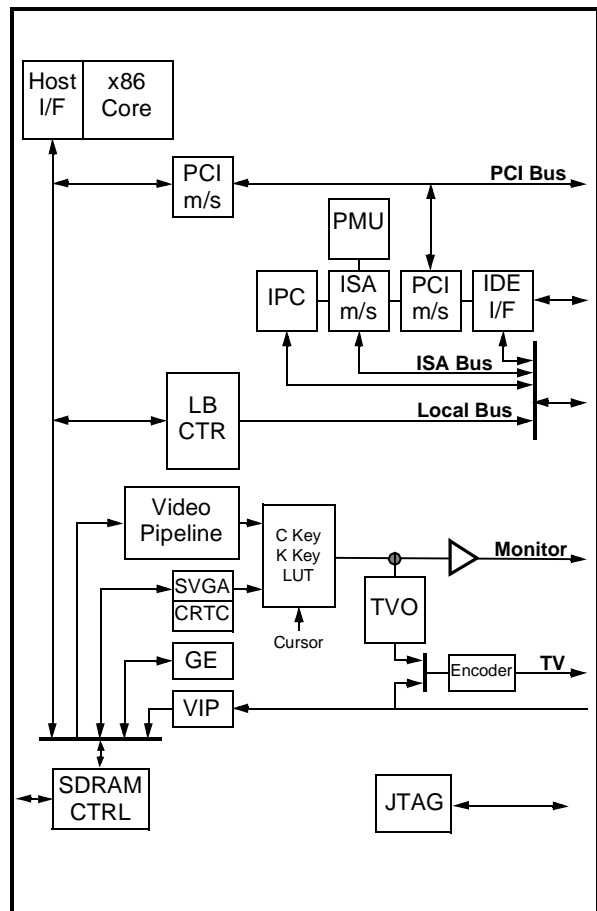 Host
I/F
x86
Core
PCI
m/s
PCI Bus
PMU
IPC
ISA
m/s
PCI
m/s
IDE
I/F
ISA Bus
LB
CTR
Local Bus
Video
Pipeline
C Key
K Key
LUT
Monitor
SVGA
CRTC
TVO
Cursor
GE
Encoder
TV
VIP
SDRAM
CTRL
JTAG